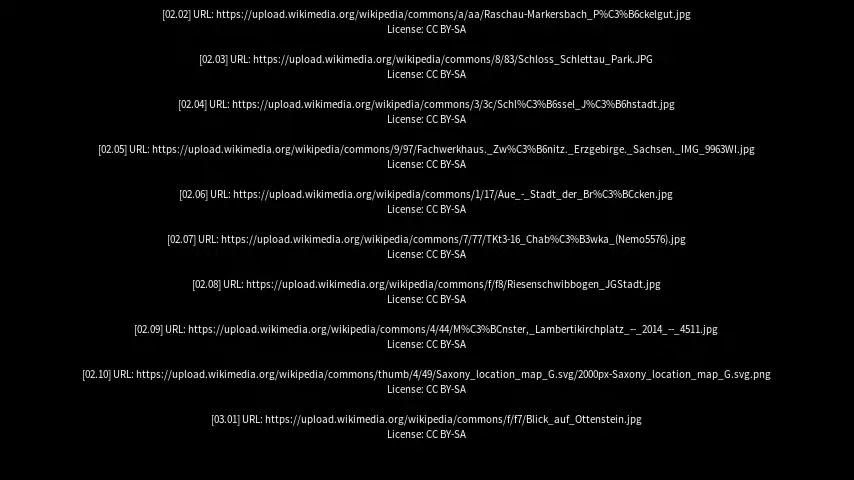 [02.02] URL: https://upload.wikimedia.org/wikipedia/commons/a/aa/Raschau-Markersbach_P%C3%B6ckelgut.jpg
License: CC BY-SA
[02.03] URL: https://upload.wikimedia.org/wikipedia/commons/8/83/Schloss_Schlettau_Park.JPG
License: CC BY-SA
[02.04] URL: https://upload.wikimedia.org/wikipedia/commons/3/3c/Schl%C3%B6ssel_J%C3%B6hstadt.jpg
License: CC BY-SA
[02.05] URL: https://upload.wikimedia.org/wikipedia/commons/9/97/Fachwerkhaus._Zw%C3%B6nitz._Erzgebirge._Sachsen._IMG_9963WI.jpg
License: CC BY-SA
[02.06] URL: https://upload.wikimedia.org/wikipedia/commons/1/17/Aue_-_Stadt_der_Br%C3%BCcken.jpg
License: CC BY-SA
[02.07] URL: https://upload.wikimedia.org/wikipedia/commons/7/77/TKt3-16_Chab%C3%B3wka_(Nemo5576).jpg
License: CC BY-SA
[02.08] URL: https://upload.wikimedia.org/wikipedia/commons/f/f8/Riesenschwibbogen_JGStadt.jpg
License: CC BY-SA
[02.09] URL: https://upload.wikimedia.org/wikipedia/commons/4/44/M%C3%BCnster,_Lambertikirchplatz_--_2014_--_4511.jpg
License: CC BY-SA
[02.10] URL: https://upload.wikimedia.org/wikipedia/commons/thumb/4/49/Saxony_location_map_G.svg/2000px-Saxony_location_map_G.svg.png
License: CC BY-SA
[03.01] URL: https://upload.wikimedia.org/wikipedia/commons/f/f7/Blick_auf_Ottenstein.jpg
License: CC BY-SA